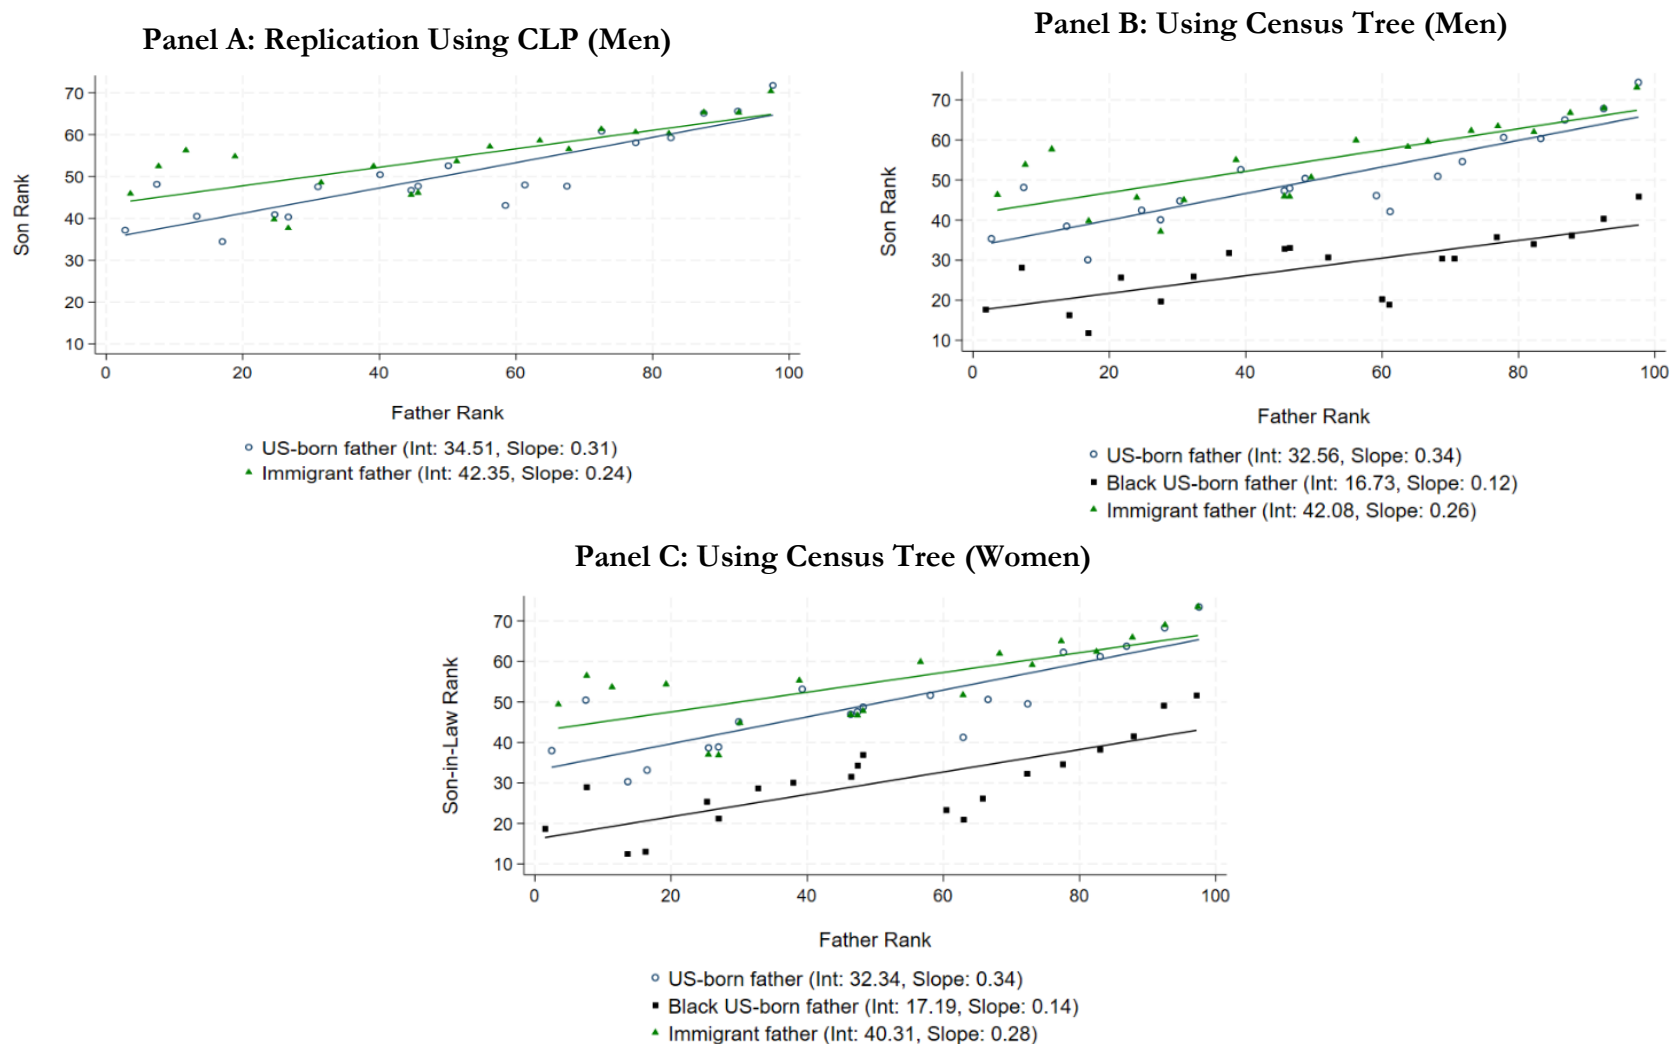 Panel A: Replication Using CLP (Men)
Son Rank
70
60
50
40
30
20
10
0 20 40 60 80 100
Father Rank
US-born father (Int: 34.51, Slope: 0.31)
Immigrant father (Int: 42.35, Slope: 0.24)
Panel B: Using Census Tree (Men)
Son Rank
70
60
50
40
30
20
10
0 20 40 60 80 100
Father Rank
US-born father (Int: 32.56, Slope: 0.34)
Black US-born father (Int: 16.73, Slope: 0.12)
Immigrant father (Int: 42.08, Slope: 0.26)
Panel C: Using Census Tree (Women)
Son-in-Law Rank
70
60
50
40
30
20
10
0 20 40 60 80 100
Father Rank
US-born father (Int: 32.34, Slope: 0.34)
Black US-born father (Int: 17.19, Slope: 0.14)
Immigrant father (Int: 40.31, Slope: 0.28)